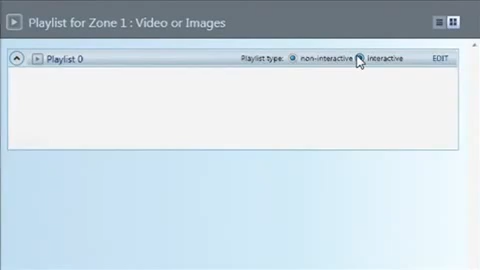 Playlist for Zone 1 : Video or Images
Playlist 0 Playlist type: non-interactive interactive EDIT